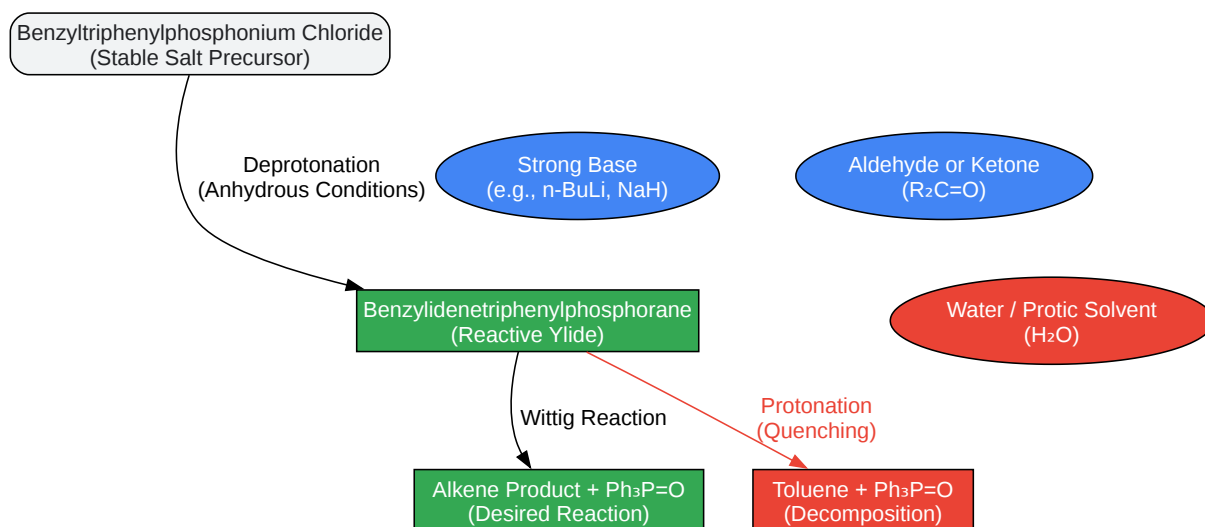 Benzyltriphenylphosphonium Chloride
(Stable Salt Precursor)
Deprotonation
(Anhydrous Conditions)
Strong Base
(e.g., n-BuLi, NaH)
Aldehyde or Ketone
(R₂C=O)
Benzylidenetriphenylphosphorane
(Reactive Ylide)
Water / Protic Solvent
(H₂O)
Wittig Reaction
Protonation
(Quenching)
Alkene Product + Ph₃P=O
(Desired Reaction)
Toluene + Ph₃P=O
(Decomposition)